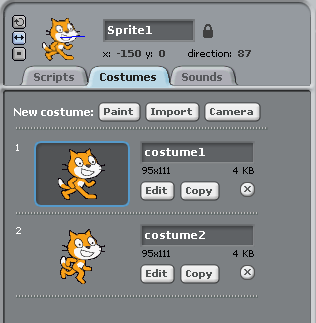 Sprite1
x: -150 y: 0 direction: 87
Scripts Costumes Sounds
New costume: Paint Import Camera
1
costume1
95x111 4 KB
Edit Copy
2
costume2
95x111 4 KB
Edit Copy